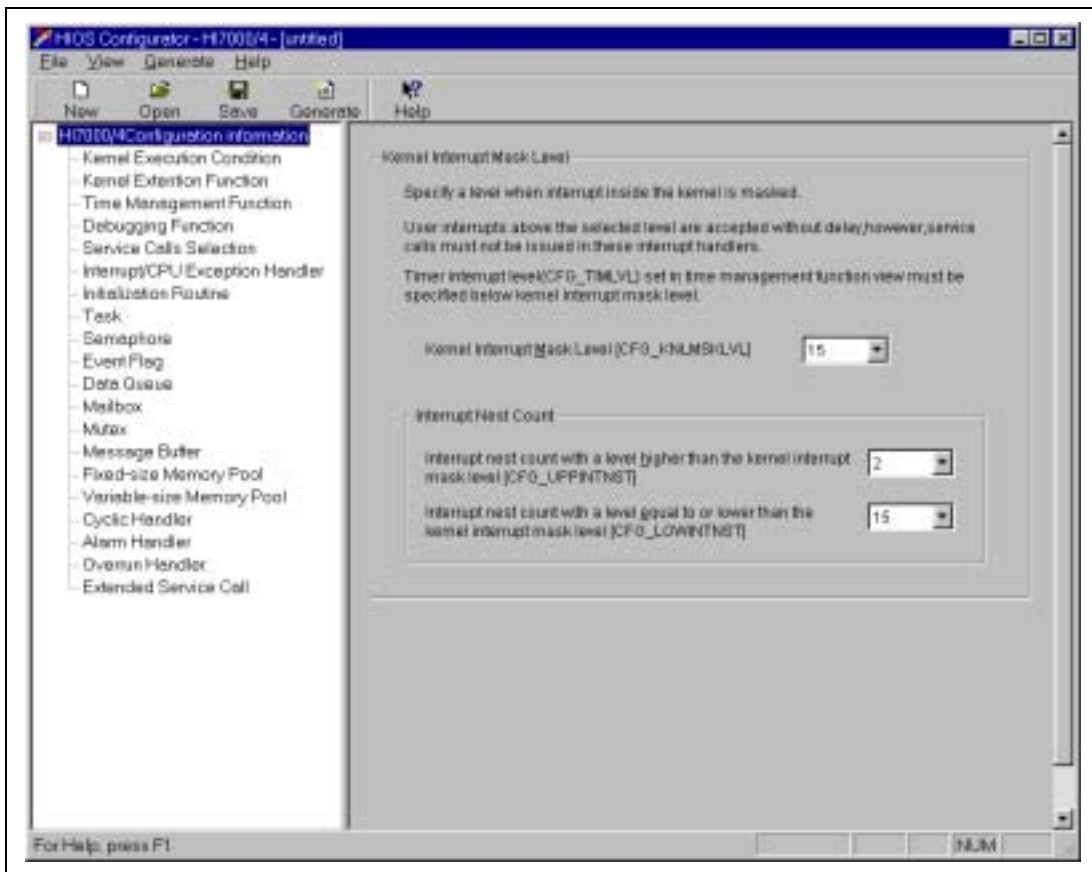 HIOS Configurator - HI7000/4 - [untitled]
File View Generate Help
New Open Save Generate Help
HI7000/4Configuration information
Kernel Execution Condition
Kernel Extention Function
Time Management Function
Debugging Function
Service Calls Selection
Interrupt/CPU Exception Handler
Initialization Routine
Task
Semaphore
Event Flag
Data Queue
Mailbox
Mutex
Message Buffer
Fixed-size Memory Pool
Variable-size Memory Pool
Cyclic Handler
Alarm Handler
Overrun Handler
Extended Service Call
Kernel Interrupt Mask Level
Specify a level when interrupt inside the kernel is masked.
User interrupts above the selected level are accepted without delay,however,service
calls must not be issued in these interrupt handlers.
Timer interrupt level(CFG_TIMLVL) set in time management function view must be
specified below kernel interrupt mask level.
Kernel Interrupt Mask Level [CFG_KNLMSKLVL] 15
Interrupt Nest Count
Interrupt nest count with a level higher than the kernel interrupt
mask level [CFG_UPPINTNST] 2
Interrupt nest count with a level equal to or lower than the
kernel interrupt mask level [CFG_LOWINTNST] 15
For Help, press F1
NUM